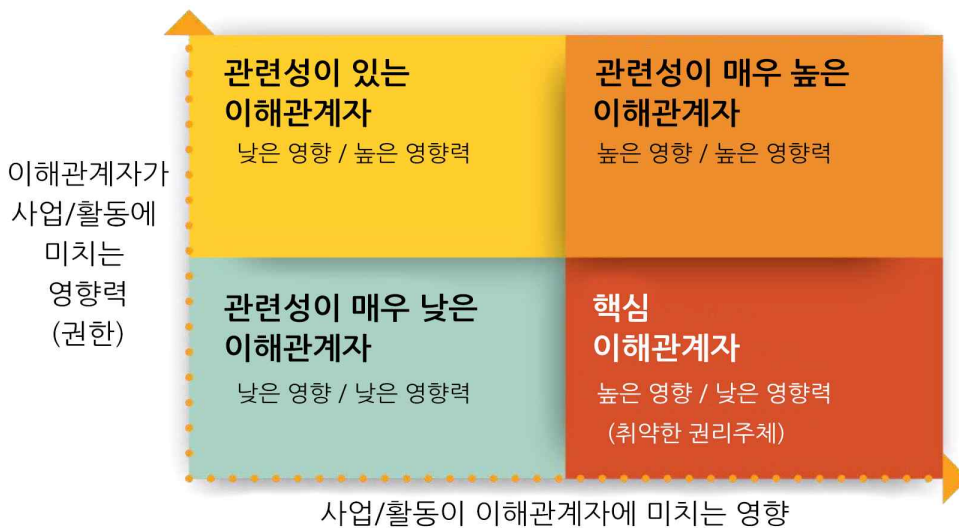 관련성이 있는
이해관계자
낮은 영향 / 높은 영향력
관련성이 매우 높은
이해관계자
높은 영향 / 높은 영향력
이해관계자가
사업/활동에
미치는
영향력
(권한)
관련성이 매우 낮은
이해관계자
낮은 영향 / 낮은 영향력
핵심
이해관계자
높은 영향 / 낮은 영향력
(취약한 권리주체)
사업/활동이 이해관계자에 미치는 영향